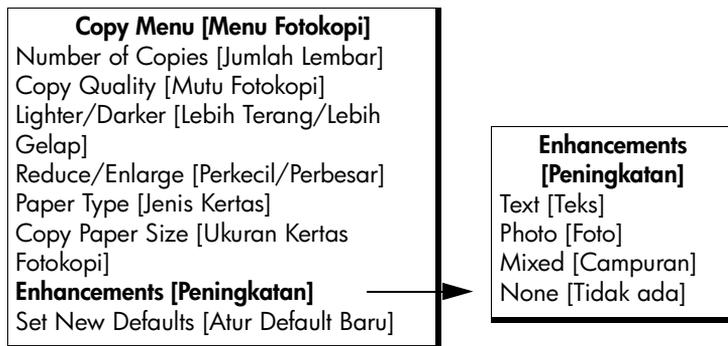 Copy Menu [Menu Fotokopi]
Number of Copies [Jumlah Lembar]
Copy Quality [Mutu Fotokopi]
Lighter/Darker [Lebih Terang/Lebih
Gelap]
Reduce/Enlarge [Perkecil/Perbesar]
Paper Type [Jenis Kertas]
Copy Paper Size [Ukuran Kertas
Fotokopi]
Enhancements [Peningkatan]
Set New Defaults [Atur Default Baru]
Enhancements
[Peningkatan]
Text [Teks]
Photo [Foto]
Mixed [Campuran]
None [Tidak ada]